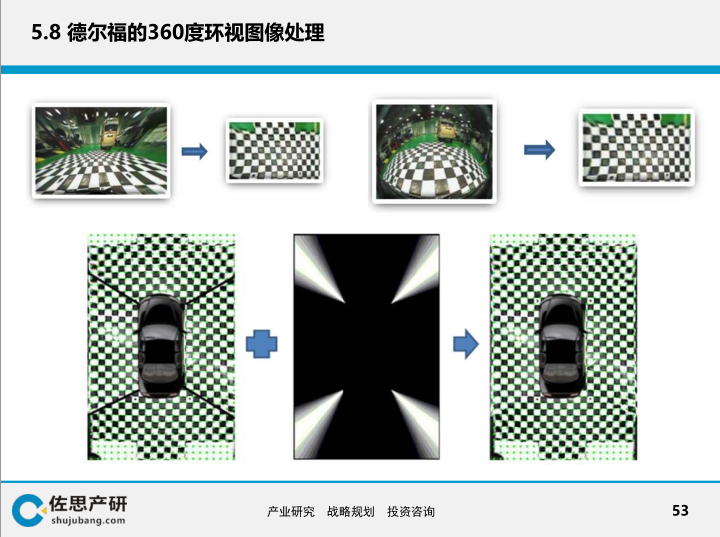 5.8 德尔福的360度环视图像处理
佐思产研
shujubang.com
产业研究 战略规划 投资咨询
53